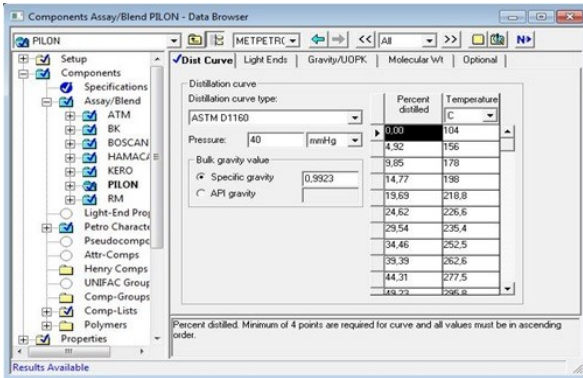 Components Assay/Blend PILON - Data Browser
PILON
METPETRC
<<
All
>>
N>
Setup
Components
Specifications
Assay/Blend
ATM
BK
BOSCAN
HAMACA
KERO
PILON
RM
Light-End Prop
Petro Characte
Pseudocompc
Attr-Comps
Henry Comps
UNIFAC Group
Comp-Groups
Comp-Lists
Polymers
Properties
Dist Curve
Light Ends
Gravity/UOPK
Molecular Wt
Optional
Distillation curve
Distillation curve type:
ASTM D1160
Pressure: 40 mmHg
Bulk gravity value
Specific gravity 0,9923
API gravity
Percent distilled Temperature
C
0,00 104
4,92 156
9,85 178
14,77 198
19,69 218,8
24,62 226,6
29,54 235,4
34,46 252,5
39,39 262,6
44,31 277,5
49,23 295,8
Percent distilled. Minimum of 4 points are required for curve and all values must be in ascending
order.
Results Available